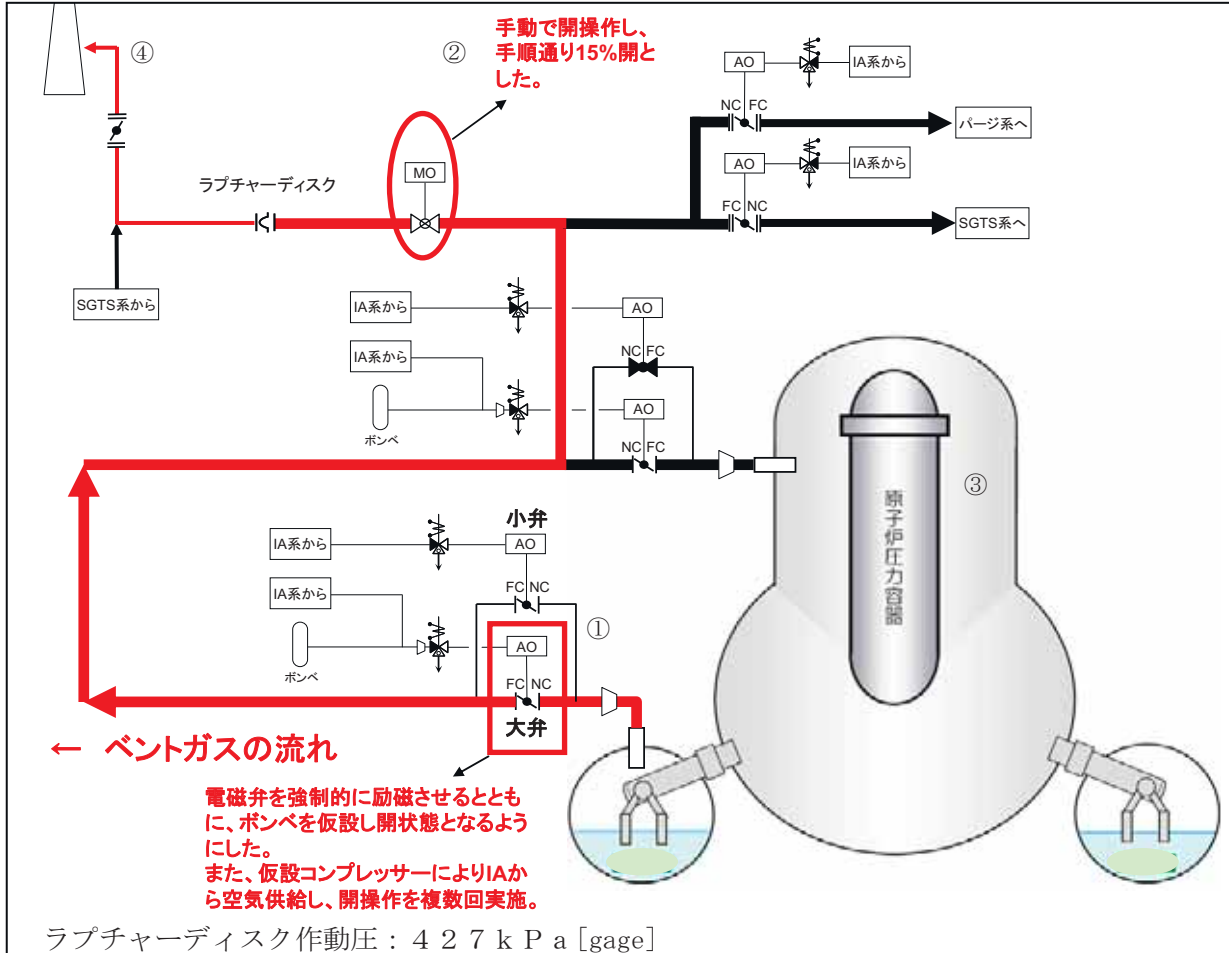 ④
②
手動で開操作し、
手順通り15%開と
した。
AO
IA系から
NC FC
パージ系へ
AO
IA系から
FC NC
SGTS系へ
MO
ラプチャーディスク
SGTS系から
IA系から
AO
NC FC
IA系から
AO
ボンベ
NC FC
③
原子炉圧力容器
小弁
IA系から
AO
FC NC
IA系から
①
AO
ボンベ
FC NC
大弁
← ベントガスの流れ
電磁弁を強制的に励磁させるととも
に、ボンベを仮設し開状態となるよう
にした。
また、仮設コンプレッサーによりIAか
ら空気供給し、開操作を複数回実施。
ラプチャーディスク作動圧：４２７ｋＰａ[gage]